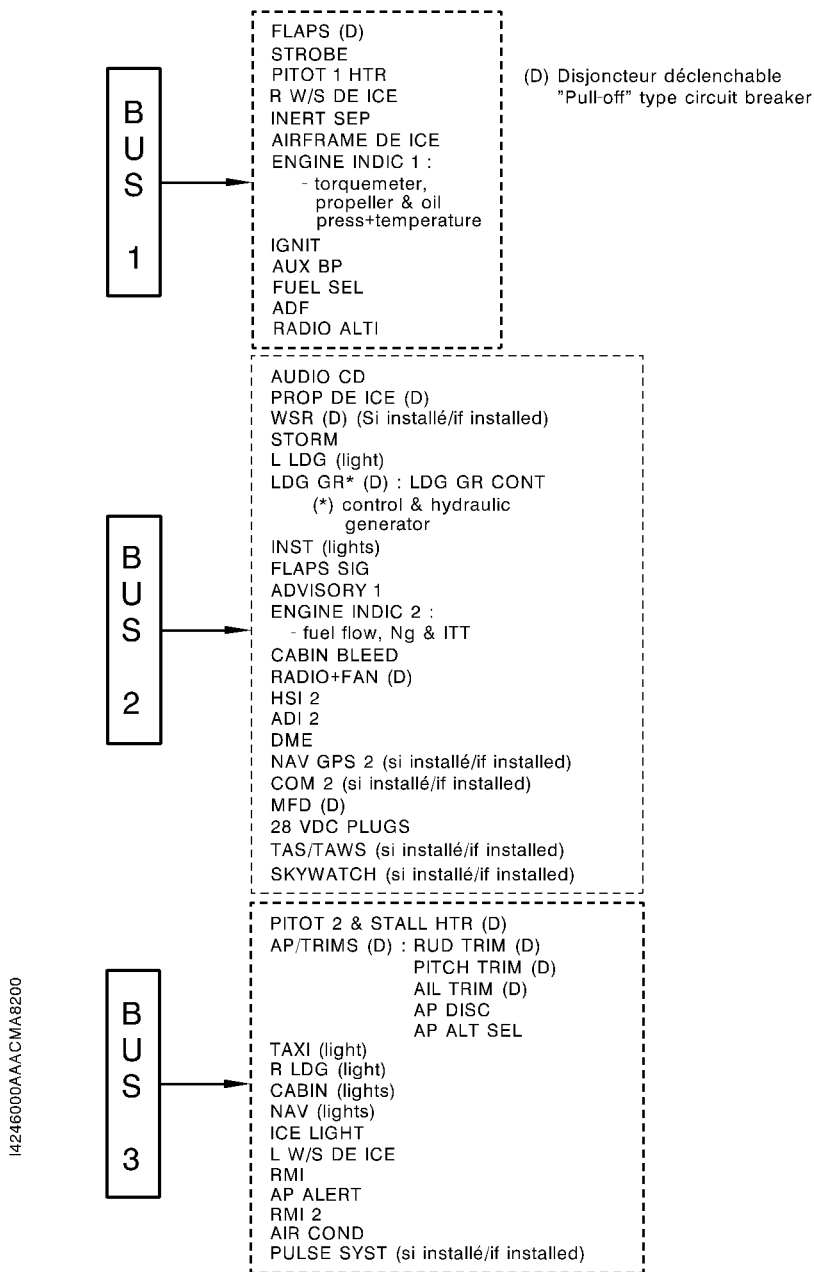 BUS 1
FLAPS (D)
STROBE
PITOT 1 HTR
R W/S DE ICE
INERT SEP
AIRFRAME DE ICE
ENGINE INDIC 1 :
- torquemeter,
propeller & oil
press+temperature
IGNIT
AUX BP
FUEL SEL
ADF
RADIO ALTI
(D) Disjoncteur déclenchable
"Pull-off" type circuit breaker
BUS 2
AUDIO CD
PROP DE ICE (D)
WSR (D) (Si installé/if installed)
STORM
L LDG (light)
LDG GR* (D) : LDG GR CONT
(*) control & hydraulic
generator
INST (lights)
FLAPS SIG
ADVISORY 1
ENGINE INDIC 2 :
- fuel flow, Ng & ITT
CABIN BLEED
RADIO+FAN (D)
HSI 2
ADI 2
DME
NAV GPS 2 (si installé/if installed)
COM 2 (si installé/if installed)
MFD (D)
28 VDC PLUGS
TAS/TAWS (si installé/if installed)
SKYWATCH (si installé/if installed)
BUS 3
PITOT 2 & STALL HTR (D)
AP/TRIMS (D) : RUD TRIM (D)
PITCH TRIM (D)
AIL TRIM (D)
AP DISC
AP ALT SEL
TAXI (light)
R LDG (light)
CABIN (lights)
NAV (lights)
ICE LIGHT
L W/S DE ICE
RMI
AP ALERT
RMI 2
AIR COND
PULSE SYST (si installé/if installed)
I4246000AAACMA8200